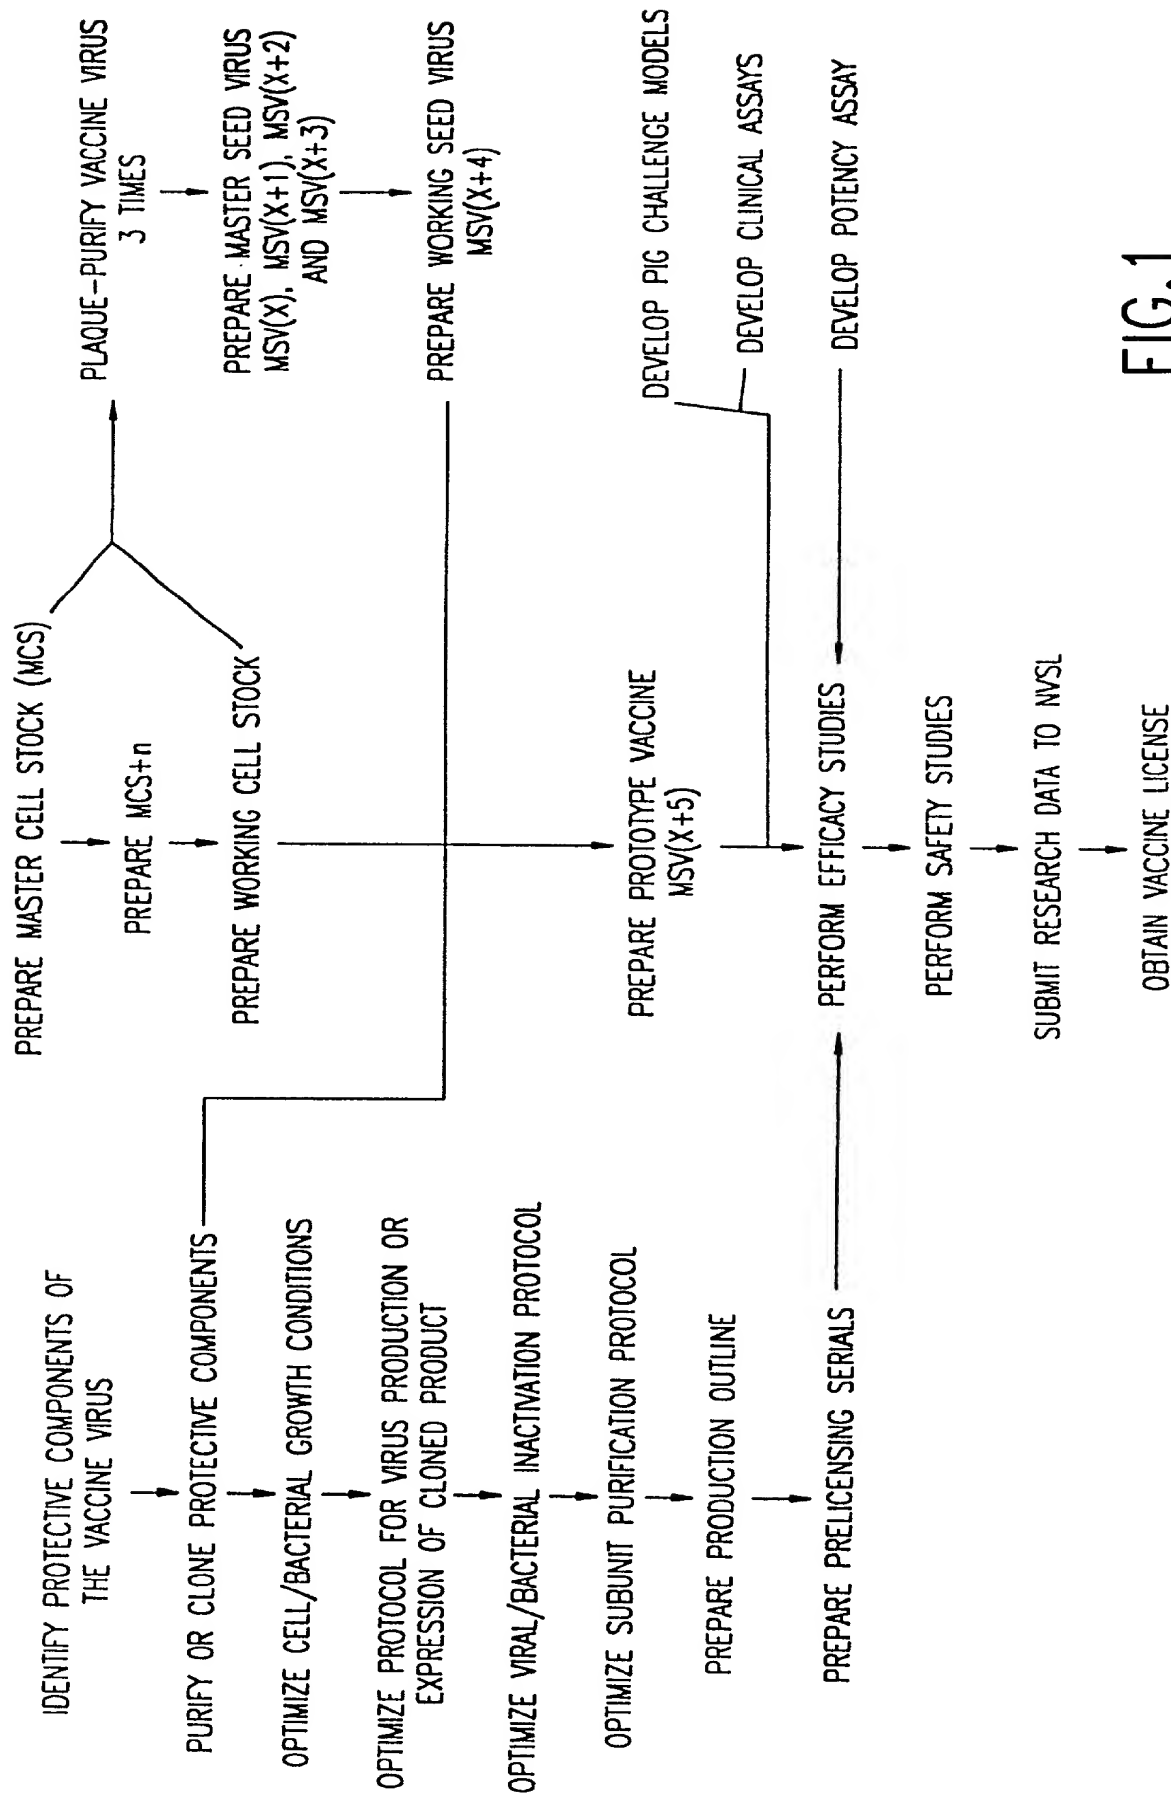 IDENTIFY PROTECTIVE COMPONENTS OF
THE VACCINE VIRUS
PURIFY OR CLONE PROTECTIVE COMPONENTS
OPTIMIZE CELL/BACTERIAL GROWTH CONDITIONS
OPTIMIZE PROTOCOL FOR VIRUS PRODUCTION OR
EXPRESSION OF CLONED PRODUCT
OPTIMIZE VIRAL/BACTERIAL INACTIVATION PROTOCOL
OPTIMIZE SUBUNIT PURIFICATION PROTOCOL
PREPARE PRODUCTION OUTLINE
PREPARE PRELICENSING SERIALS
PREPARE MASTER CELL STOCK (MCS)
PREPARE MCS+n
PREPARE WORKING CELL STOCK
PREPARE PROTOTYPE VACCINE
MSV(X+5)
PERFORM EFFICACY STUDIES
PERFORM SAFETY STUDIES
SUBMIT RESEARCH DATA TO NVSL
OBTAIN VACCINE LICENSE
PLAQUE-PURIFY VACCINE VIRUS
3 TIMES
PREPARE MASTER SEED VIRUS
MSV(X), MSV(X+1), MSV(X+2)
AND MSV(X+3)
PREPARE WORKING SEED VIRUS
MSV(X+4)
DEVELOP PIG CHALLENGE MODELS
DEVELOP CLINICAL ASSAYS
DEVELOP POTENCY ASSAY
FIG.1